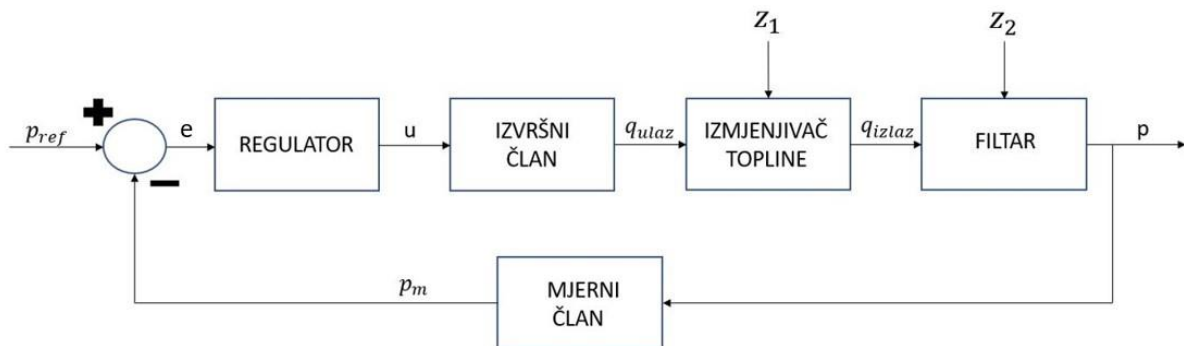 Z₁
Z₂
+
p_ref
e
REGULATOR
u
IZVRŠNI
ČLAN
q_ulaz
IZMJENJIVAČ
TOPLINE
q_izlaz
FILTAR
p
−
p_m
MJERNI
ČLAN